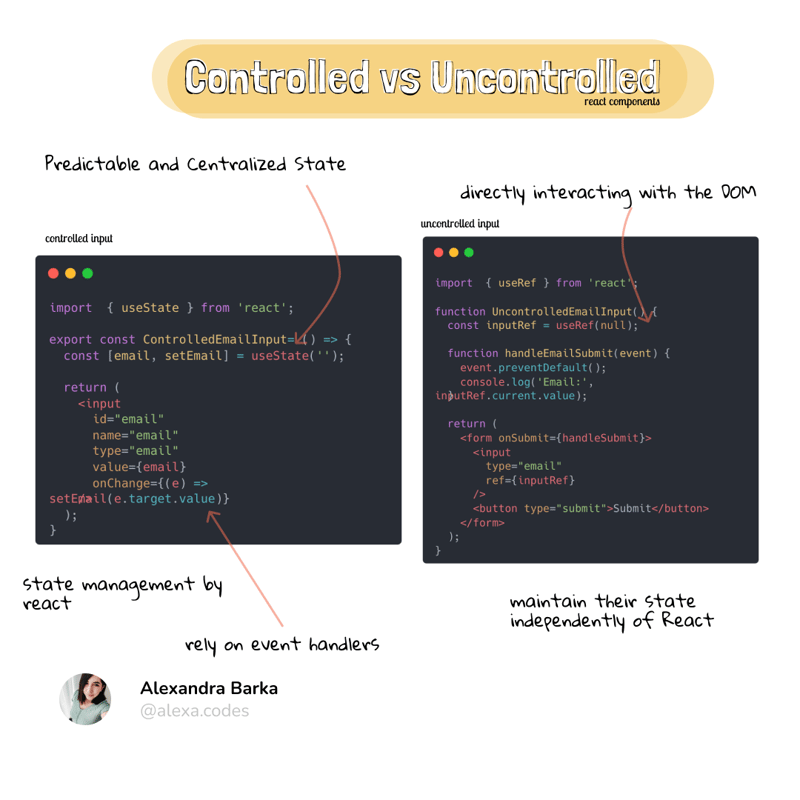 Controlled vs Uncontrolled
react components
Predictable and Centralized State
controlled input
import  { useState } from 'react';
export const ControlledEmailInput=() => {
const [email, setEmail] = useState('');
return (
<input
id="email"
name="email"
type="email"
value={email}
onChange={(e) =>
setEmail(e.target.value)}
/>
);
}
state management by
react
rely on event handlers
directly interacting with the DOM
uncontrolled input
import  { useRef } from 'react';
function UncontrolledEmailInput() {
const inputRef = useRef(null);
function handleEmailSubmit(event) {
event.preventDefault();
console.log('Email:',
inputRef.current.value);
}
return (
<form onSubmit={handleSubmit}>
<input
type="email"
ref={inputRef}
/>
<button type="submit">Submit</button>
</form>
);
}
maintain their state
independently of React
Alexandra Barka
@alexa.codes